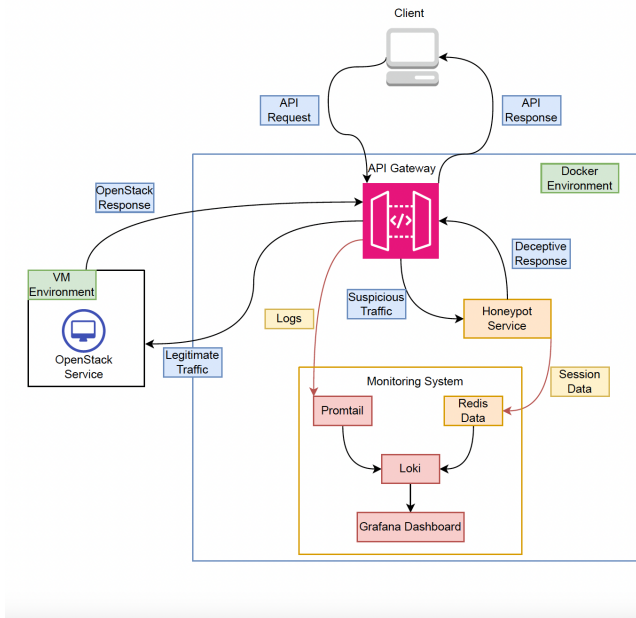 Client
API
Request
API
Response
API Gateway
Docker
Environment
OpenStack
Response
Deceptive
Response
VM
Environment
Suspicious
Traffic
Honeypot
Service
Logs
OpenStack
Service
Legitimate
Traffic
Monitoring System
Session
Data
Promtail
Redis
Data
Loki
Grafana Dashboard